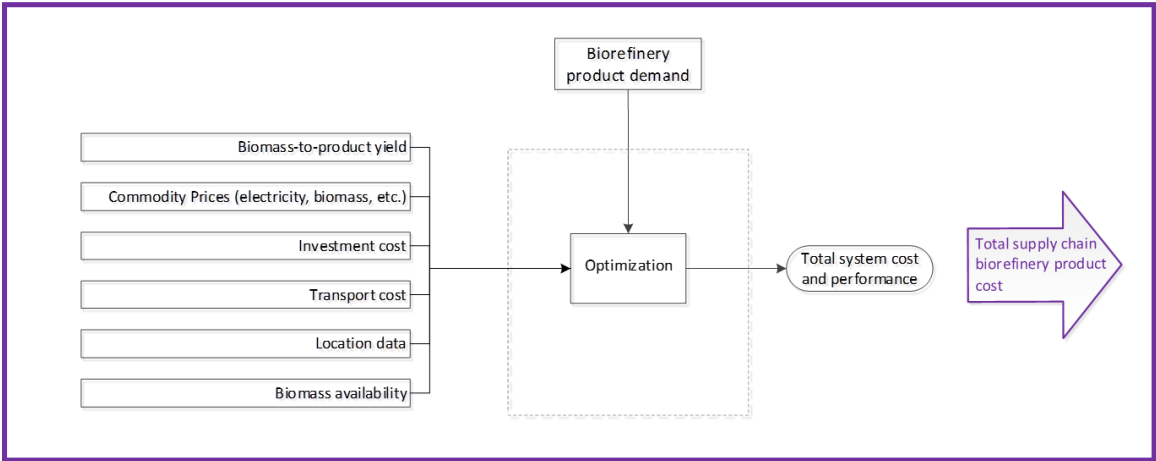 Biorefinery
product demand
Biomass-to-product yield
Commodity Prices (electricity, biomass, etc.)
Investment cost
Transport cost
Location data
Biomass availability
Optimization
Total system cost
and performance
Total supply chain
biorefinery product
cost